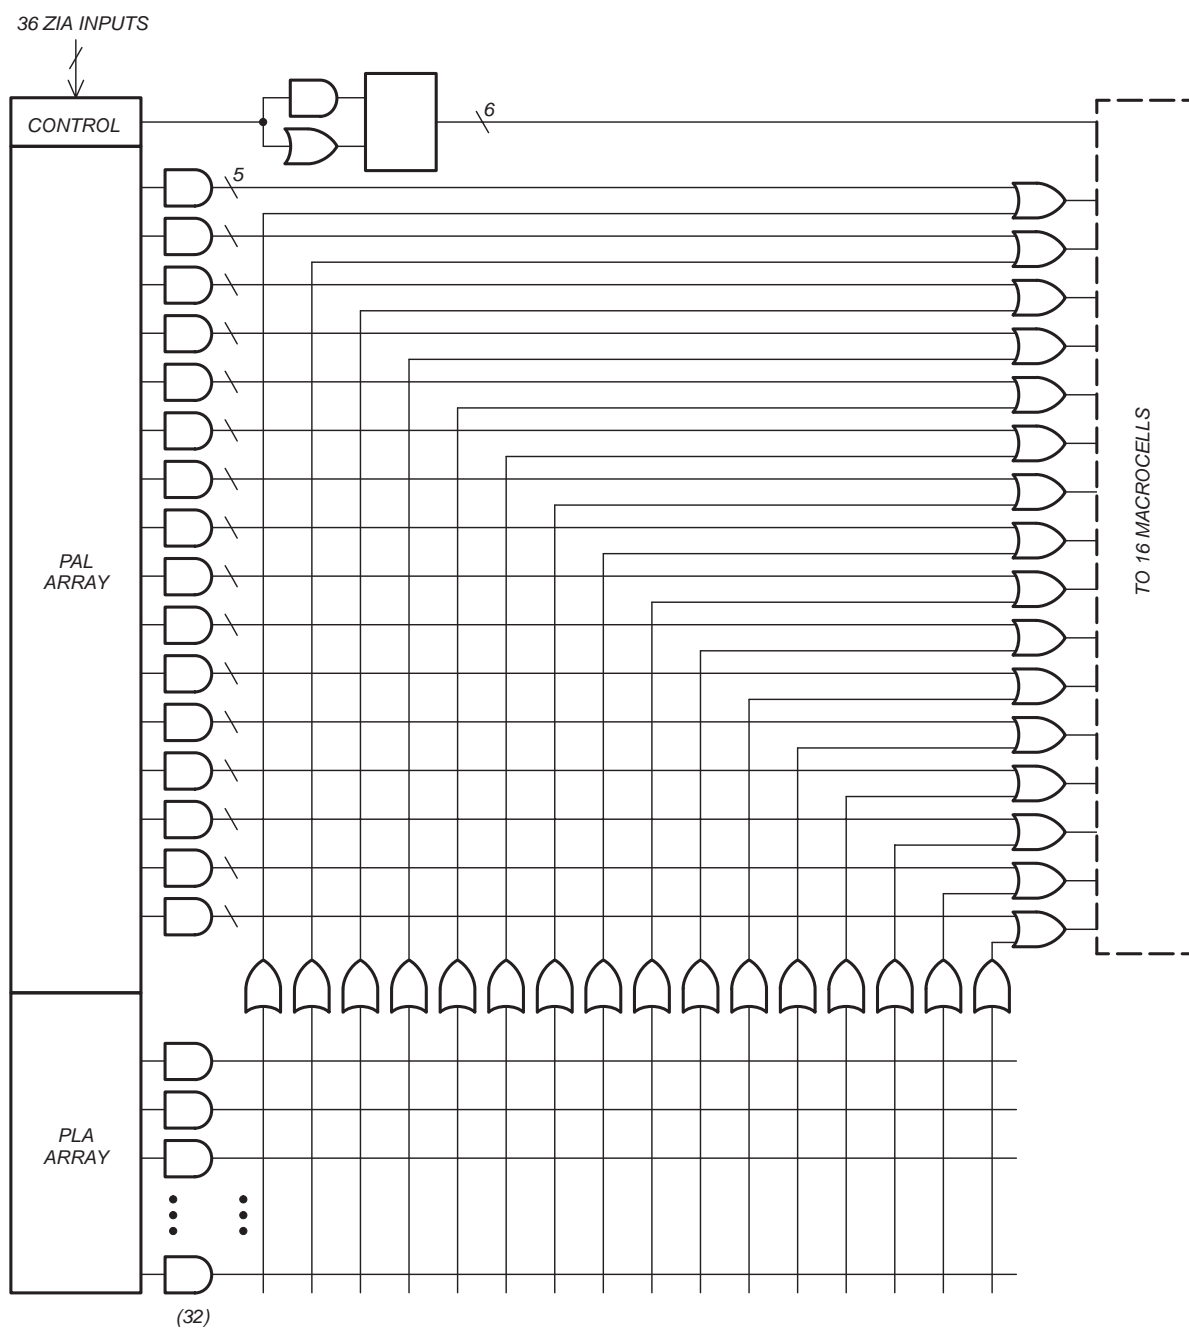 36 ZIA INPUTS
CONTROL
6
5
PAL
ARRAY
TO 16 MACROCELLS
PLA
ARRAY
(32)